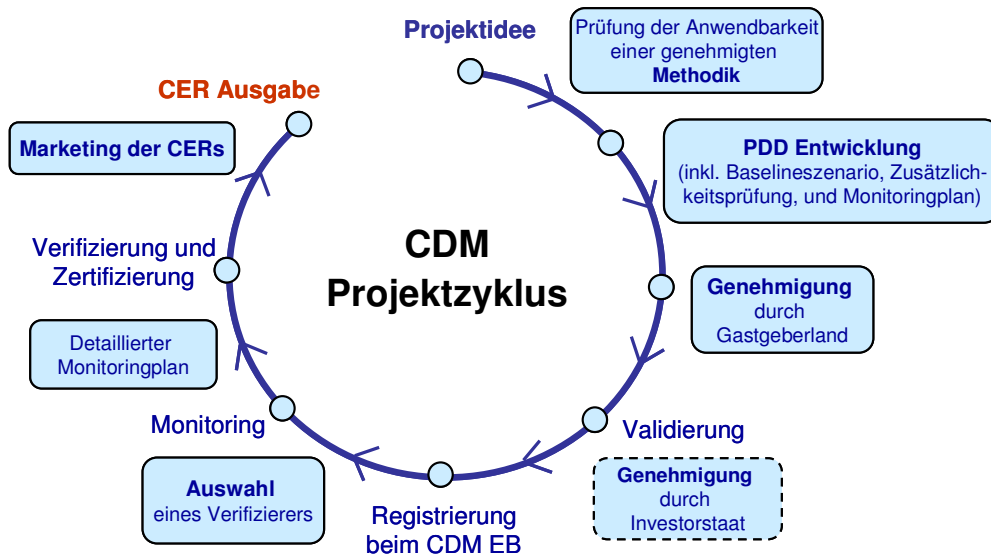 Projektidee
Prüfung der Anwendbarkeit
einer genehmigten
Methodik
PDD Entwicklung
(inkl. Baselineszenario, Zusätzlich-
keitsprüfung, und Monitoringplan)
Genehmigung
durch
Gastgeberland
Validierung
Genehmigung
durch
Investorstaat
Registrierung
beim CDM EB
Auswahl
eines Verifizierers
Monitoring
Detaillierter
Monitoringplan
Verifizierung und
Zertifizierung
Marketing der CERs
CER Ausgabe
CDM
Projektzyklus